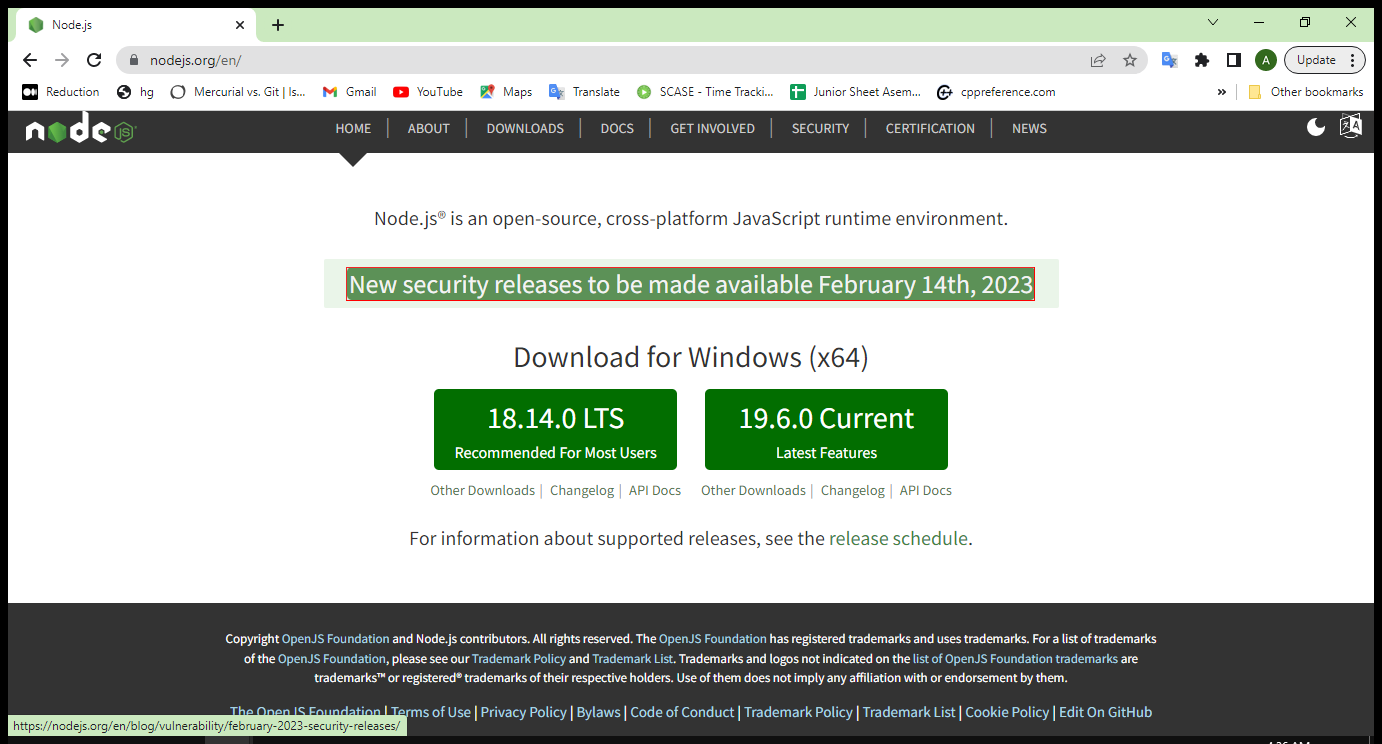 Node.js
nodejs.org/en/
Update
Reduction hg Mercurial vs. Git | Is... Gmail YouTube Maps Translate SCASE - Time Tracki... Junior Sheet Asem... cppreference.com » Other bookmarks
node JS HOME | ABOUT | DOWNLOADS | DOCS | GET INVOLVED | SECURITY | CERTIFICATION | NEWS
Node.js® is an open-source, cross-platform JavaScript runtime environment.
New security releases to be made available February 14th, 2023
Download for Windows (x64)
18.14.0 LTS 19.6.0 Current
Recommended For Most Users Latest Features
Other Downloads | Changelog | API Docs Other Downloads | Changelog | API Docs
For information about supported releases, see the release schedule.
Copyright OpenJS Foundation and Node.js contributors. All rights reserved. The OpenJS Foundation has registered trademarks and uses trademarks. For a list of trademarks
of the OpenJS Foundation, please see our Trademark Policy and Trademark List. Trademarks and logos not indicated on the list of OpenJS Foundation trademarks are
trademarks™ or registered® trademarks of their respective holders. Use of them does not imply any affiliation with or endorsement by them.
The OpenJS Foundation | Terms of Use | Privacy Policy | Bylaws | Code of Conduct | Trademark Policy | Trademark List | Cookie Policy | Edit On GitHub
https://nodejs.org/en/blog/vulnerability/february-2023-security-releases/